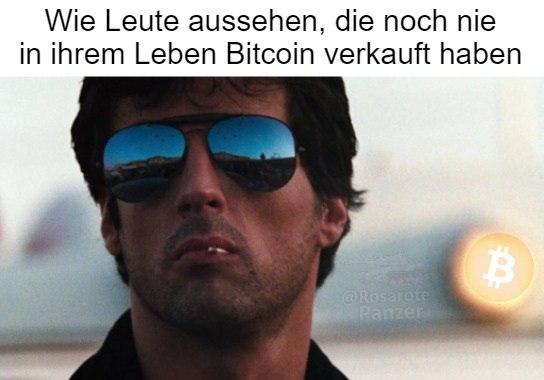 Wie Leute aussehen, die noch nie
in ihrem Leben Bitcoin verkauft haben
₿
@Rosarote
Panzer